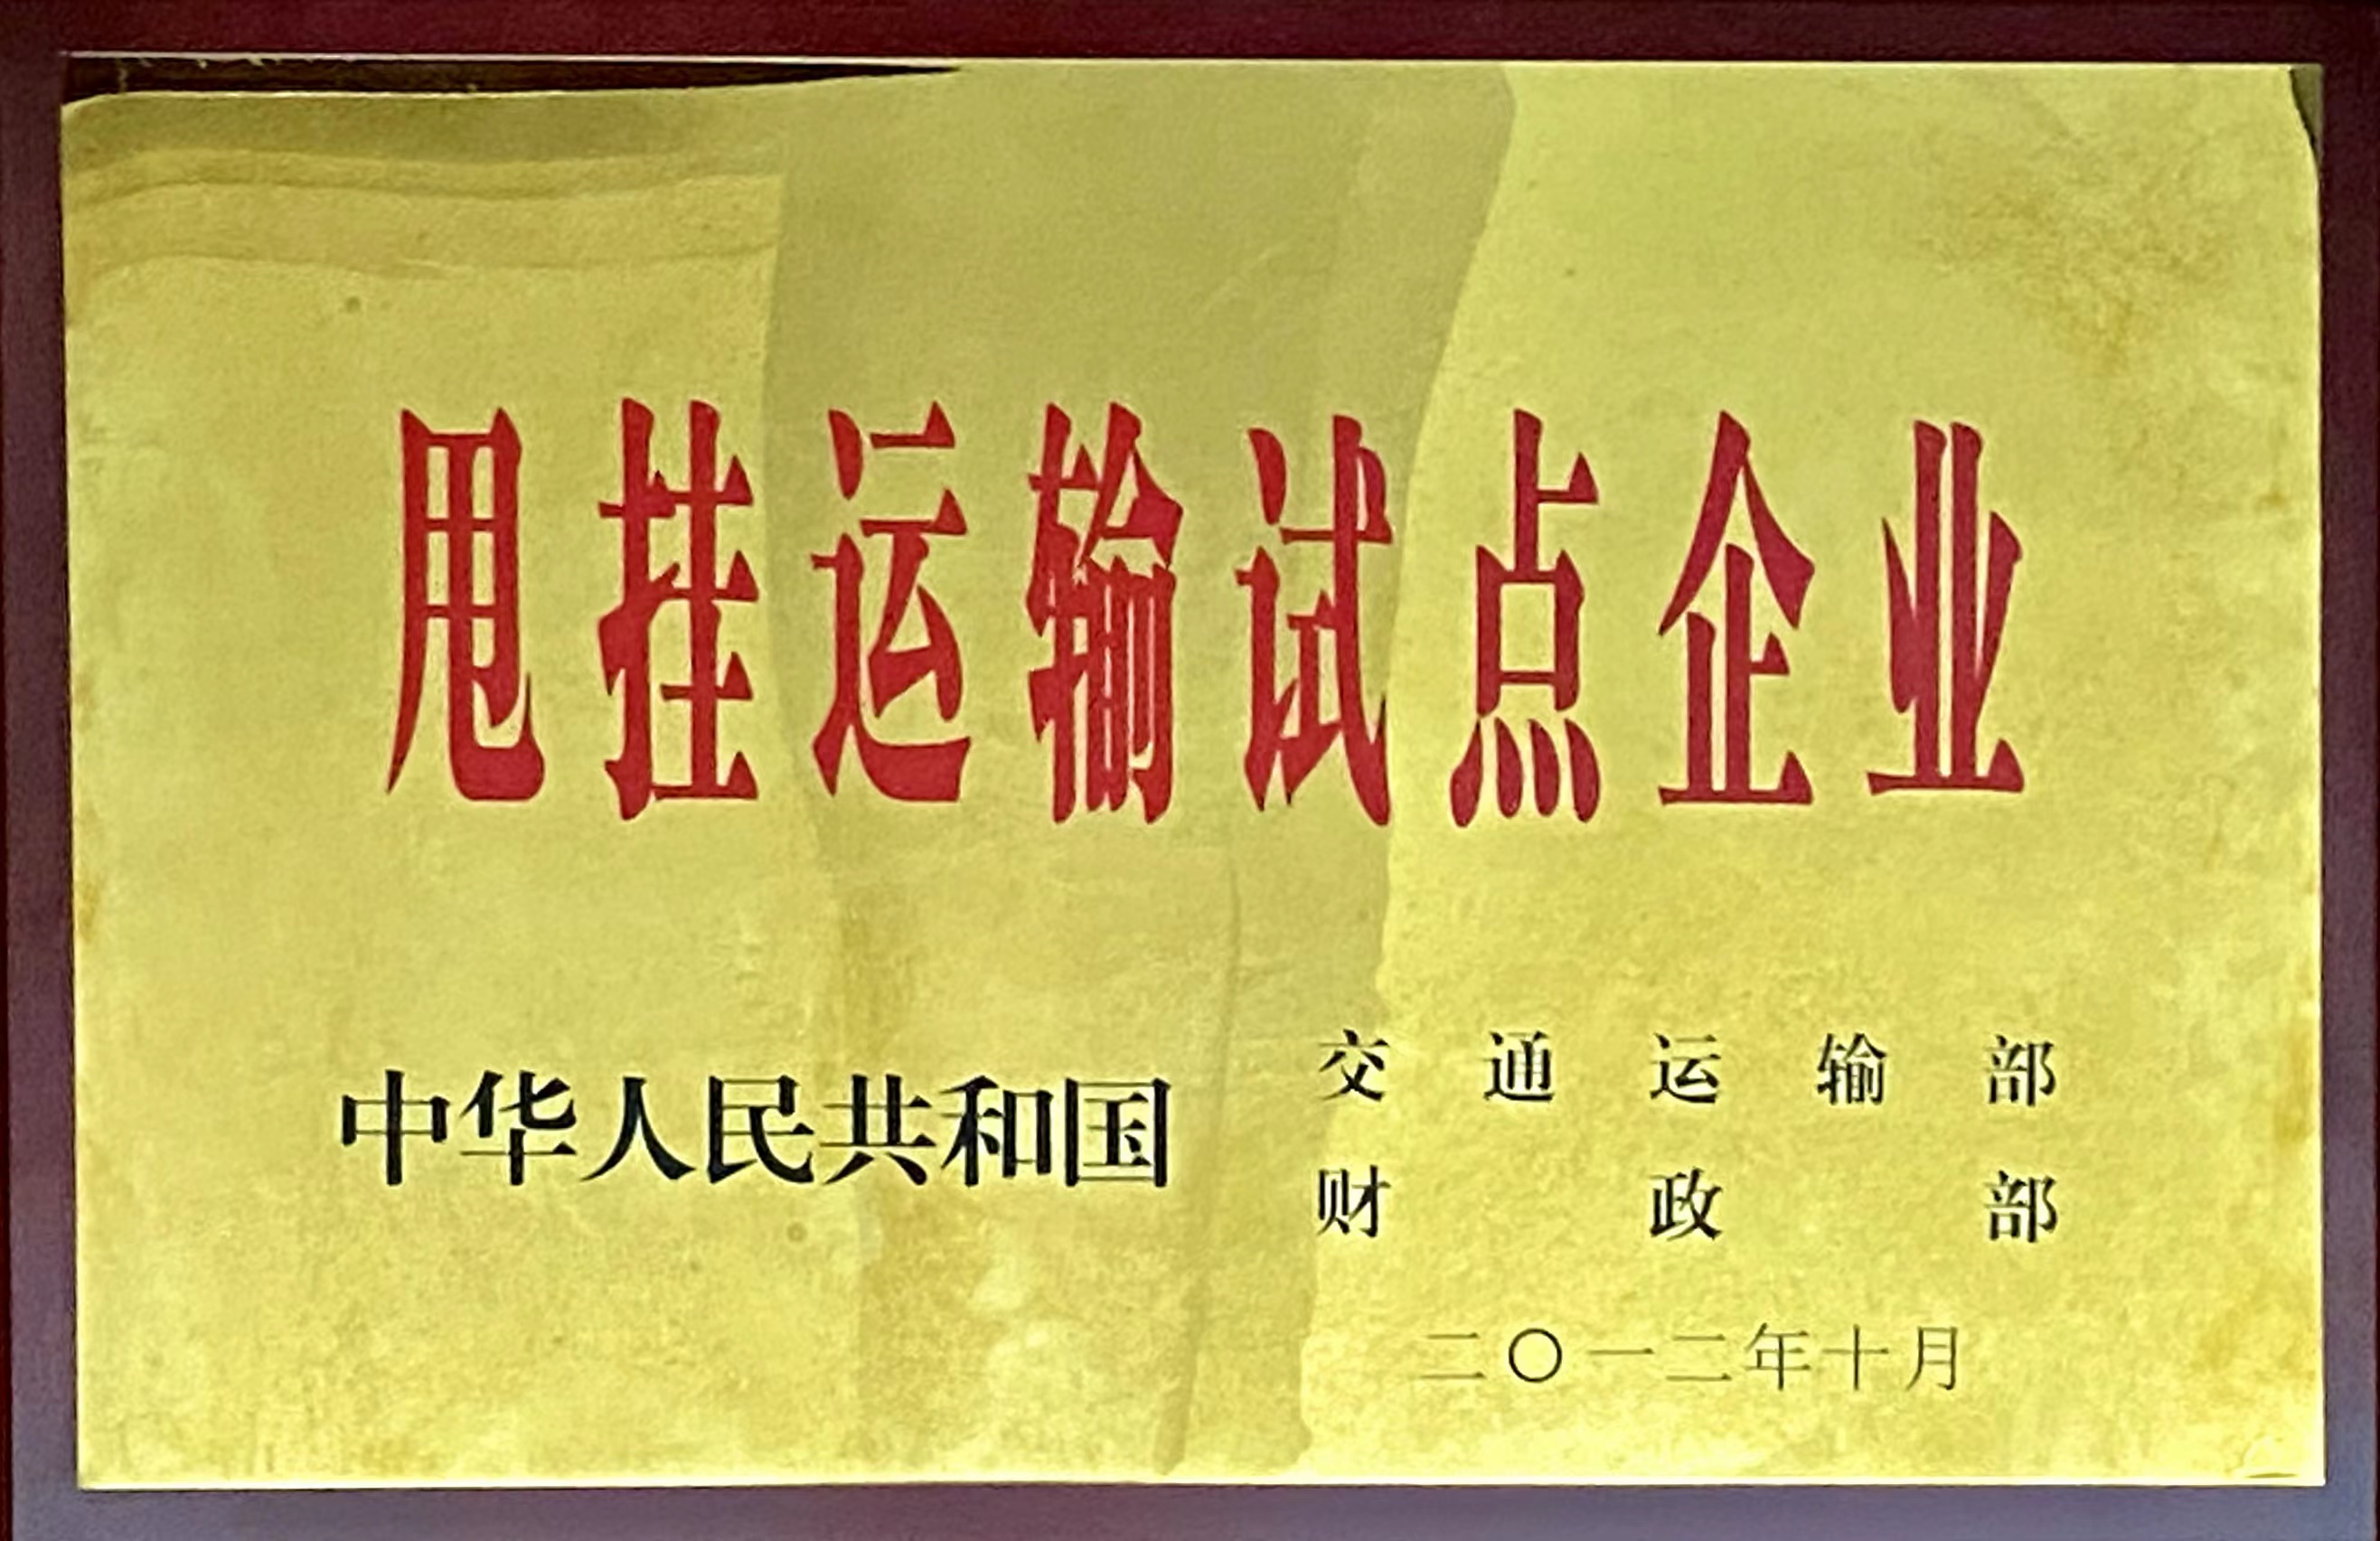 甩挂运输试点企业
中华人民共和国
交通运输部
财政部
二〇一二年十月